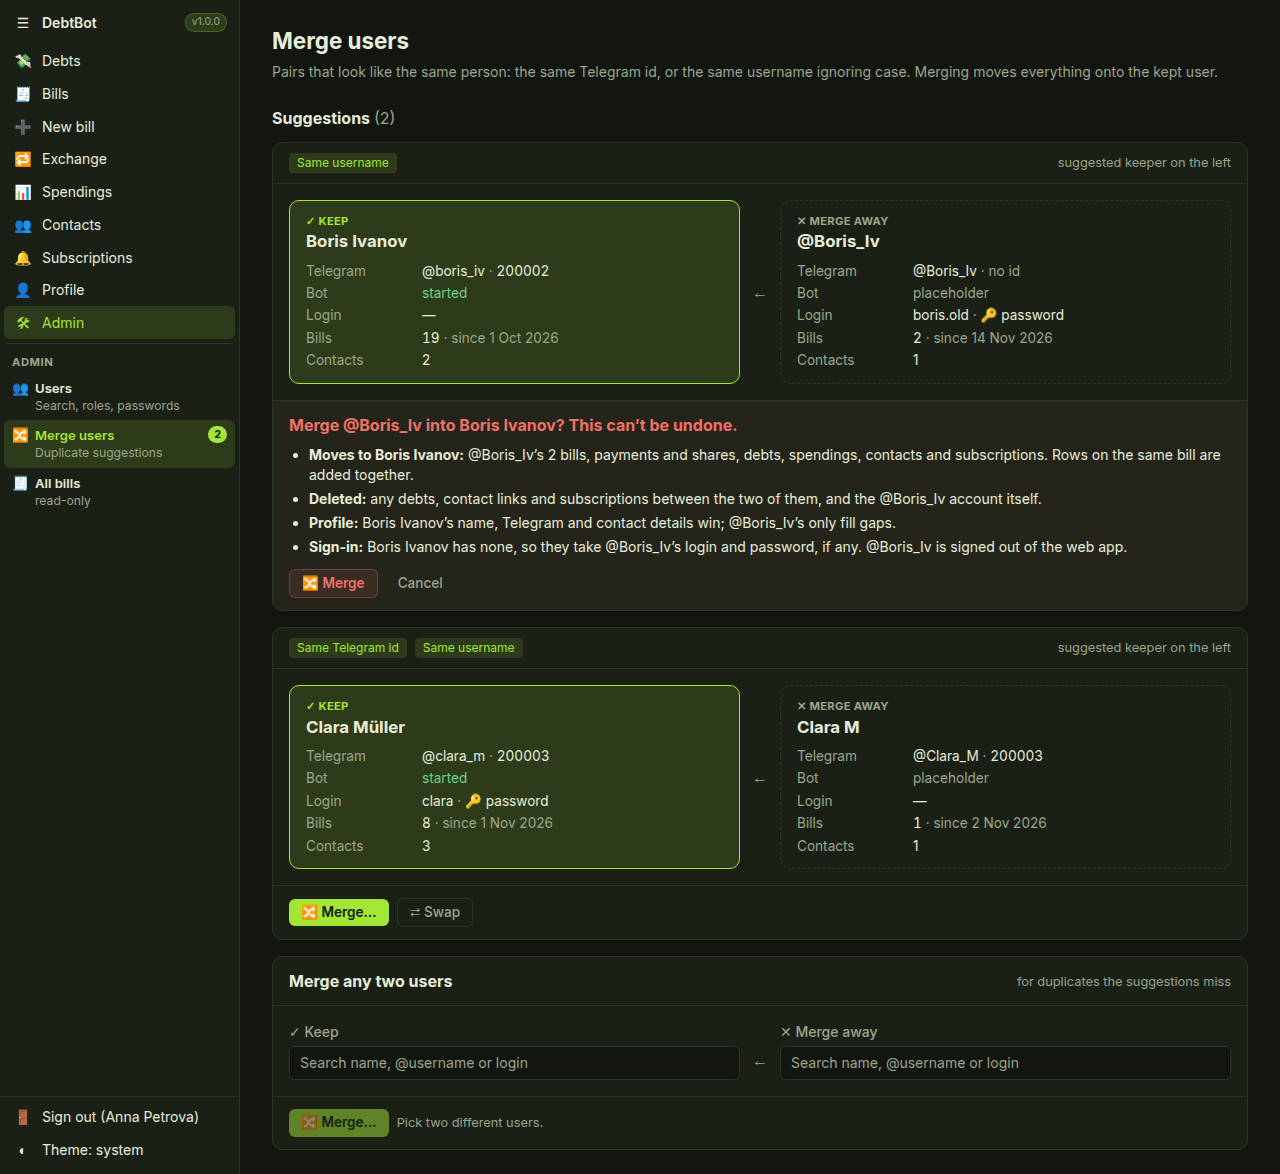 ☰ DebtBot v1.0.0
💸 Debts
🧾 Bills
➕ New bill
🔁 Exchange
📊 Spendings
👥 Contacts
🔔 Subscriptions
👤 Profile
🛠 Admin
ADMIN
👥 Users
Search, roles, passwords
🔀 Merge users 2
Duplicate suggestions
🧾 All bills
read-only
🚪 Sign out (Anna Petrova)
Theme: system
Merge users
Pairs that look like the same person: the same Telegram id, or the same username ignoring case. Merging moves everything onto the kept user.
Suggestions (2)
Same username suggested keeper on the left
✓ KEEP
Boris Ivanov
Telegram @boris_iv · 200002
Bot started
Login —
Bills 19 · since 1 Oct 2026
Contacts 2
←
✕ MERGE AWAY
@Boris_Iv
Telegram @Boris_Iv · no id
Bot placeholder
Login boris.old · 🔑 password
Bills 2 · since 14 Nov 2026
Contacts 1
Merge @Boris_Iv into Boris Ivanov? This can’t be undone.
• Moves to Boris Ivanov: @Boris_Iv’s 2 bills, payments and shares, debts, spendings, contacts and subscriptions. Rows on the same bill are
added together.
• Deleted: any debts, contact links and subscriptions between the two of them, and the @Boris_Iv account itself.
• Profile: Boris Ivanov’s name, Telegram and contact details win; @Boris_Iv’s only fill gaps.
• Sign-in: Boris Ivanov has none, so they take @Boris_Iv’s login and password, if any. @Boris_Iv is signed out of the web app.
🔀 Merge Cancel
Same Telegram id Same username suggested keeper on the left
✓ KEEP
Clara Müller
Telegram @clara_m · 200003
Bot started
Login clara · 🔑 password
Bills 8 · since 1 Nov 2026
Contacts 3
←
✕ MERGE AWAY
Clara M
Telegram @Clara_M · 200003
Bot placeholder
Login —
Bills 1 · since 2 Nov 2026
Contacts 1
🔀 Merge... ⇄ Swap
Merge any two users for duplicates the suggestions miss
✓ Keep
Search name, @username or login
←
✕ Merge away
Search name, @username or login
🔀 Merge... Pick two different users.